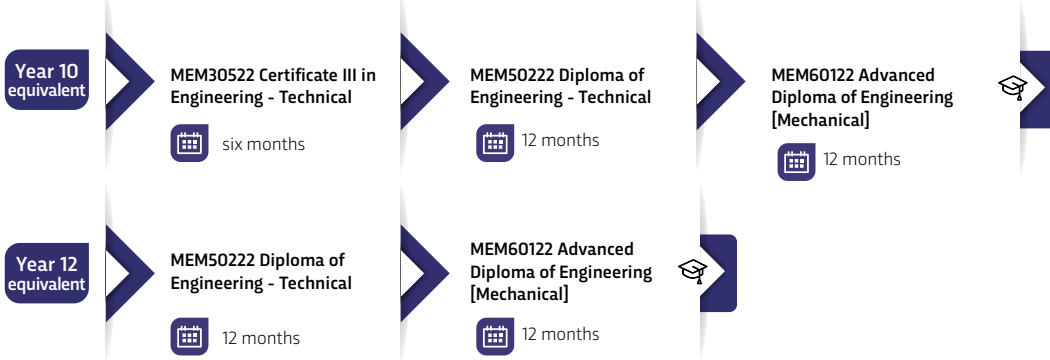 Year 10
equivalent
MEM30522 Certificate III in
Engineering - Technical
six months
MEM50222 Diploma of
Engineering - Technical
12 months
MEM60122 Advanced
Diploma of Engineering
[Mechanical]
12 months
Year 12
equivalent
MEM50222 Diploma of
Engineering - Technical
12 months
MEM60122 Advanced
Diploma of Engineering
[Mechanical]
12 months